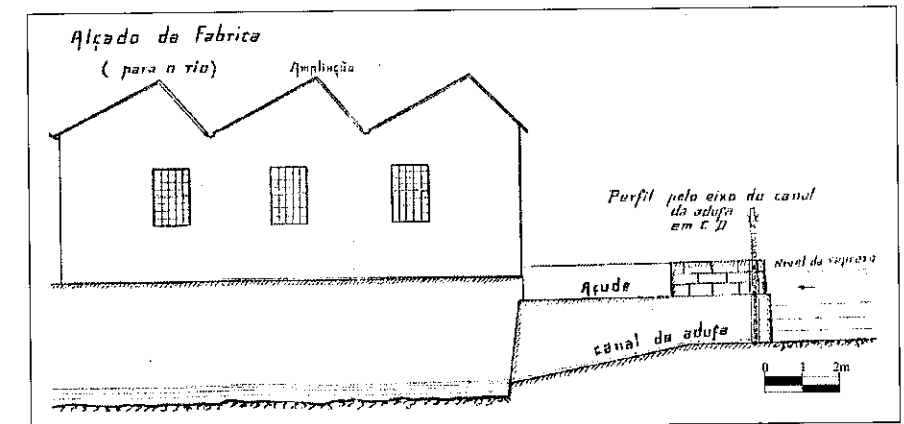 Alçado da Fabrica
( para o rio)
Ampliação
Perfil pelo eixo do canal
da adufa
em C D
Nivel da represa
Açude
canal da adufa
0 1 2m